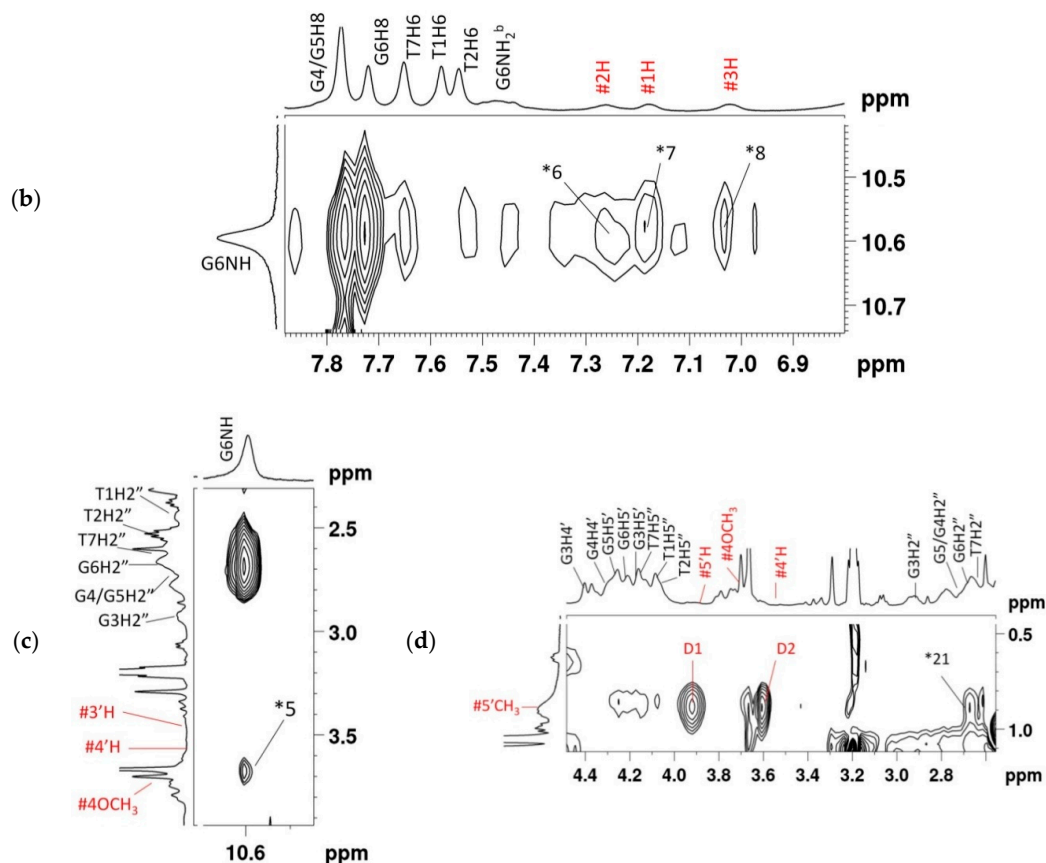 G4/G5H8
G6H8
T7H6
T1H6
T2H6
G6NH₂ᵇ
#2H
#1H
#3H
ppm
(b)
*6
*7
*8
10.5
10.6
10.7
G6NH
7.8 7.7 7.6 7.5 7.4 7.3 7.2 7.1 7.0 6.9
ppm
ppm
G6NH
ppm
T1H2”
T2H2”
T7H2”
G6H2”
G4/G5H2”
G3H2”
(c)
#3’H
#4’H
#4OCH₃
*5
2.5
3.0
3.5
10.6
ppm
G3H4’
G4H4’
G5H5’
G6H5’
G3H5’
T7H5”
T1H5”
T2H5”
#5’H
#4OCH₃
#4’H
G3H2”
G5/G4H2”
G6H2”
T7H2”
ppm
(d)
D1
D2
*21
#5’CH₃
0.5
1.0
4.4 4.2 4.0 3.8 3.6 3.4 3.2 3.0 2.8
ppm
ppm